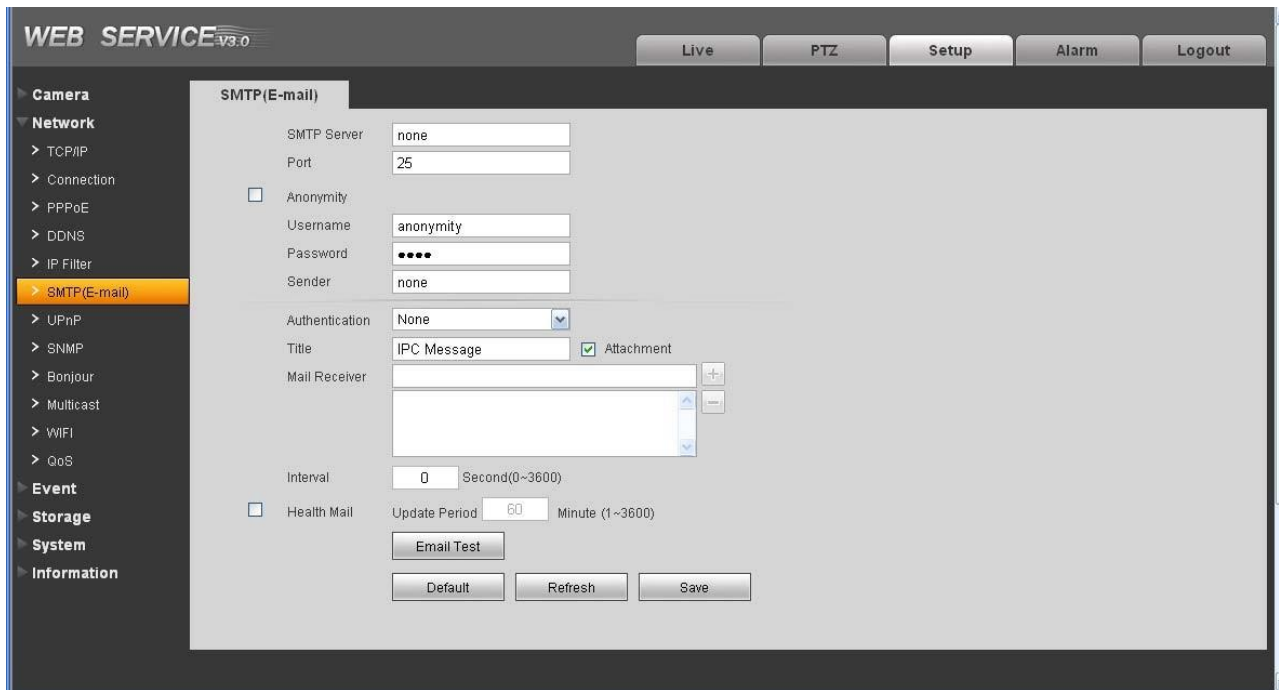 WEB SERVICE V3.0
Live PTZ Setup Alarm Logout
Camera
Network
> TCP/IP
> Connection
> PPPoE
> DDNS
> IP Filter
> SMTP(E-mail)
> UPnP
> SNMP
> Bonjour
> Multicast
> WIFI
> QoS
Event
Storage
System
Information
SMTP(E-mail)
SMTP Server none
Port 25
Anonymity
Username anonymity
Password ●●●●
Sender none
Authentication None
Title IPC Message Attachment
Mail Receiver
Interval 0 Second(0~3600)
Health Mail Update Period 60 Minute (1~3600)
Email Test
Default Refresh Save